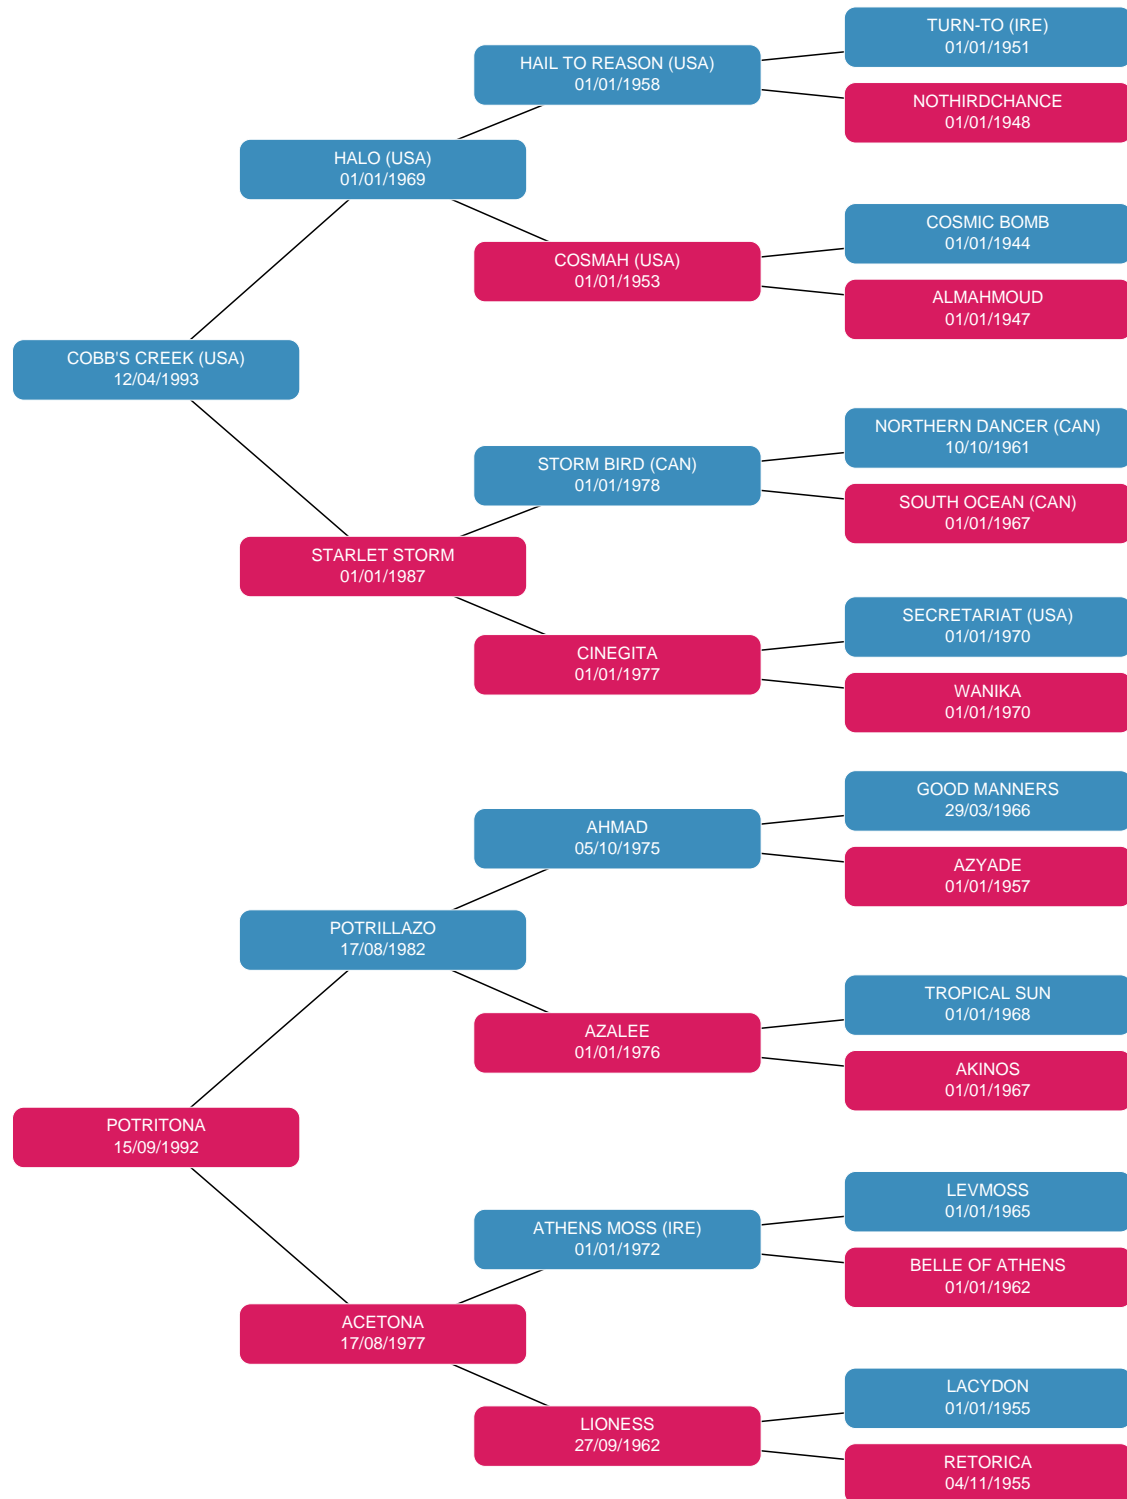 TURN-TO (IRE)
01/01/1951
HAIL TO REASON (USA)
01/01/1958
NOTHIRDCHANCE
01/01/1948
HALO (USA)
01/01/1969
COSMIC BOMB
01/01/1944
COSMAH (USA)
01/01/1953
ALMAHMOUD
01/01/1947
COBB'S CREEK (USA)
12/04/1993
NORTHERN DANCER (CAN)
10/10/1961
STORM BIRD (CAN)
01/01/1978
SOUTH OCEAN (CAN)
01/01/1967
STARLET STORM
01/01/1987
SECRETARIAT (USA)
01/01/1970
CINEGITA
01/01/1977
WANIKA
01/01/1970
GOOD MANNERS
29/03/1966
AHMAD
05/10/1975
AZYADE
01/01/1957
POTRILLAZO
17/08/1982
TROPICAL SUN
01/01/1968
AZALEE
01/01/1976
AKINOS
01/01/1967
POTRITONA
15/09/1992
LEVMOSS
01/01/1965
ATHENS MOSS (IRE)
01/01/1972
BELLE OF ATHENS
01/01/1962
ACETONA
17/08/1977
LACYDON
01/01/1955
LIONESS
27/09/1962
RETORICA
04/11/1955